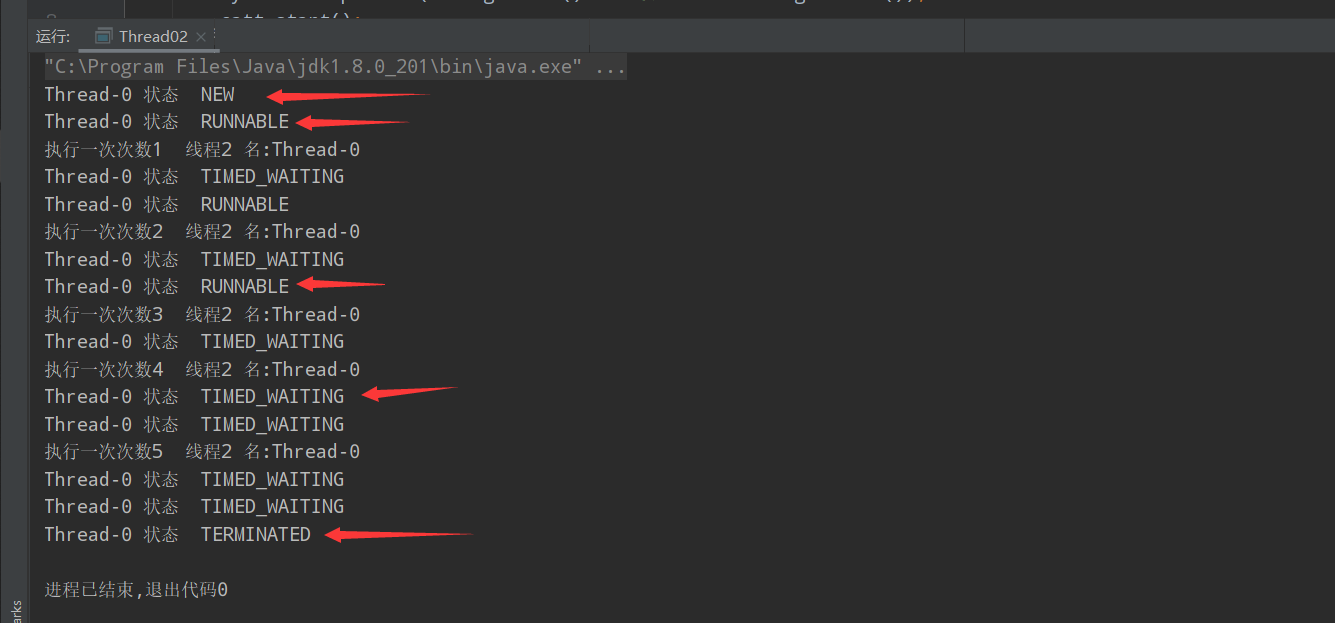 运行: Thread02
"C:\Program Files\Java\jdk1.8.0_201\bin\java.exe" ...
Thread-0 状态  NEW
Thread-0 状态  RUNNABLE
执行一次次数1  线程2 名:Thread-0
Thread-0 状态  TIMED_WAITING
Thread-0 状态  RUNNABLE
执行一次次数2  线程2 名:Thread-0
Thread-0 状态  TIMED_WAITING
Thread-0 状态  RUNNABLE
执行一次次数3  线程2 名:Thread-0
Thread-0 状态  TIMED_WAITING
执行一次次数4  线程2 名:Thread-0
Thread-0 状态  TIMED_WAITING
Thread-0 状态  TIMED_WAITING
执行一次次数5  线程2 名:Thread-0
Thread-0 状态  TIMED_WAITING
Thread-0 状态  TIMED_WAITING
Thread-0 状态  TERMINATED
进程已结束,退出代码0
arks